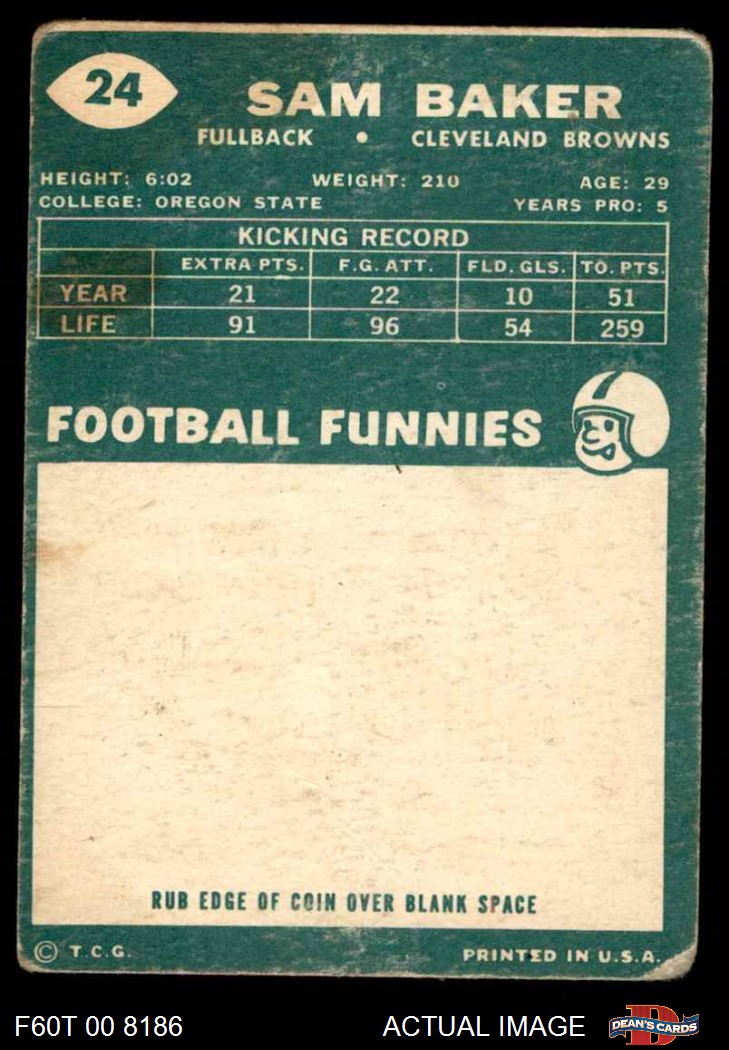 24
SAM BAKER
FULLBACK • CLEVELAND BROWNS
HEIGHT: 6:02 WEIGHT: 210 AGE: 29
COLLEGE: OREGON STATE YEARS PRO: 5
KICKING RECORD
EXTRA PTS. F.G. ATT. FLD. GLS. TO. PTS.
YEAR 21 22 10 51
LIFE 91 96 54 259
FOOTBALL FUNNIES
RUB EDGE OF COIN OVER BLANK SPACE
© T.C.G. PRINTED IN U.S.A.
F60T 00 8186 ACTUAL IMAGE DEAN'S CARDS